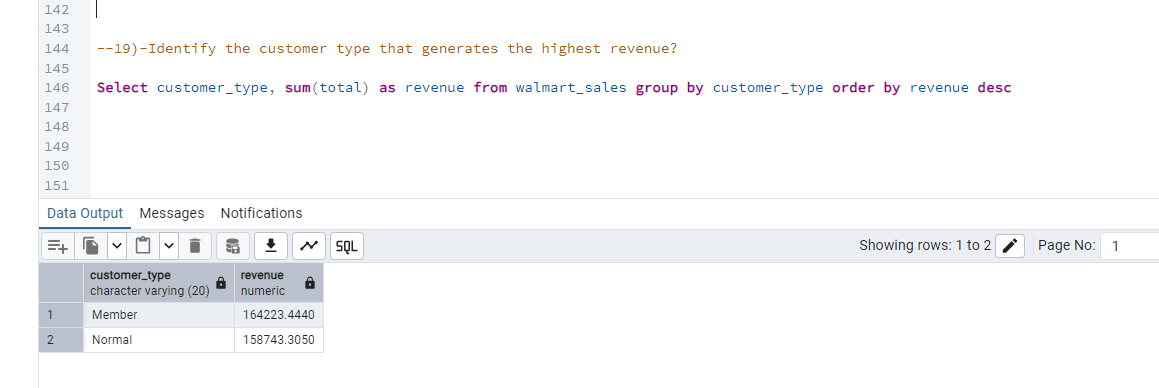 142
143
144 --19)-Identify the customer type that generates the highest revenue?
145
146 Select customer_type, sum(total) as revenue from walmart_sales group by customer_type order by revenue desc
147
148
149
150
151
Data Output Messages Notifications
SQL Showing rows: 1 to 2 Page No: 1
customer_type revenue
character varying (20) numeric
1 Member 164223.4440
2 Normal 158743.3050